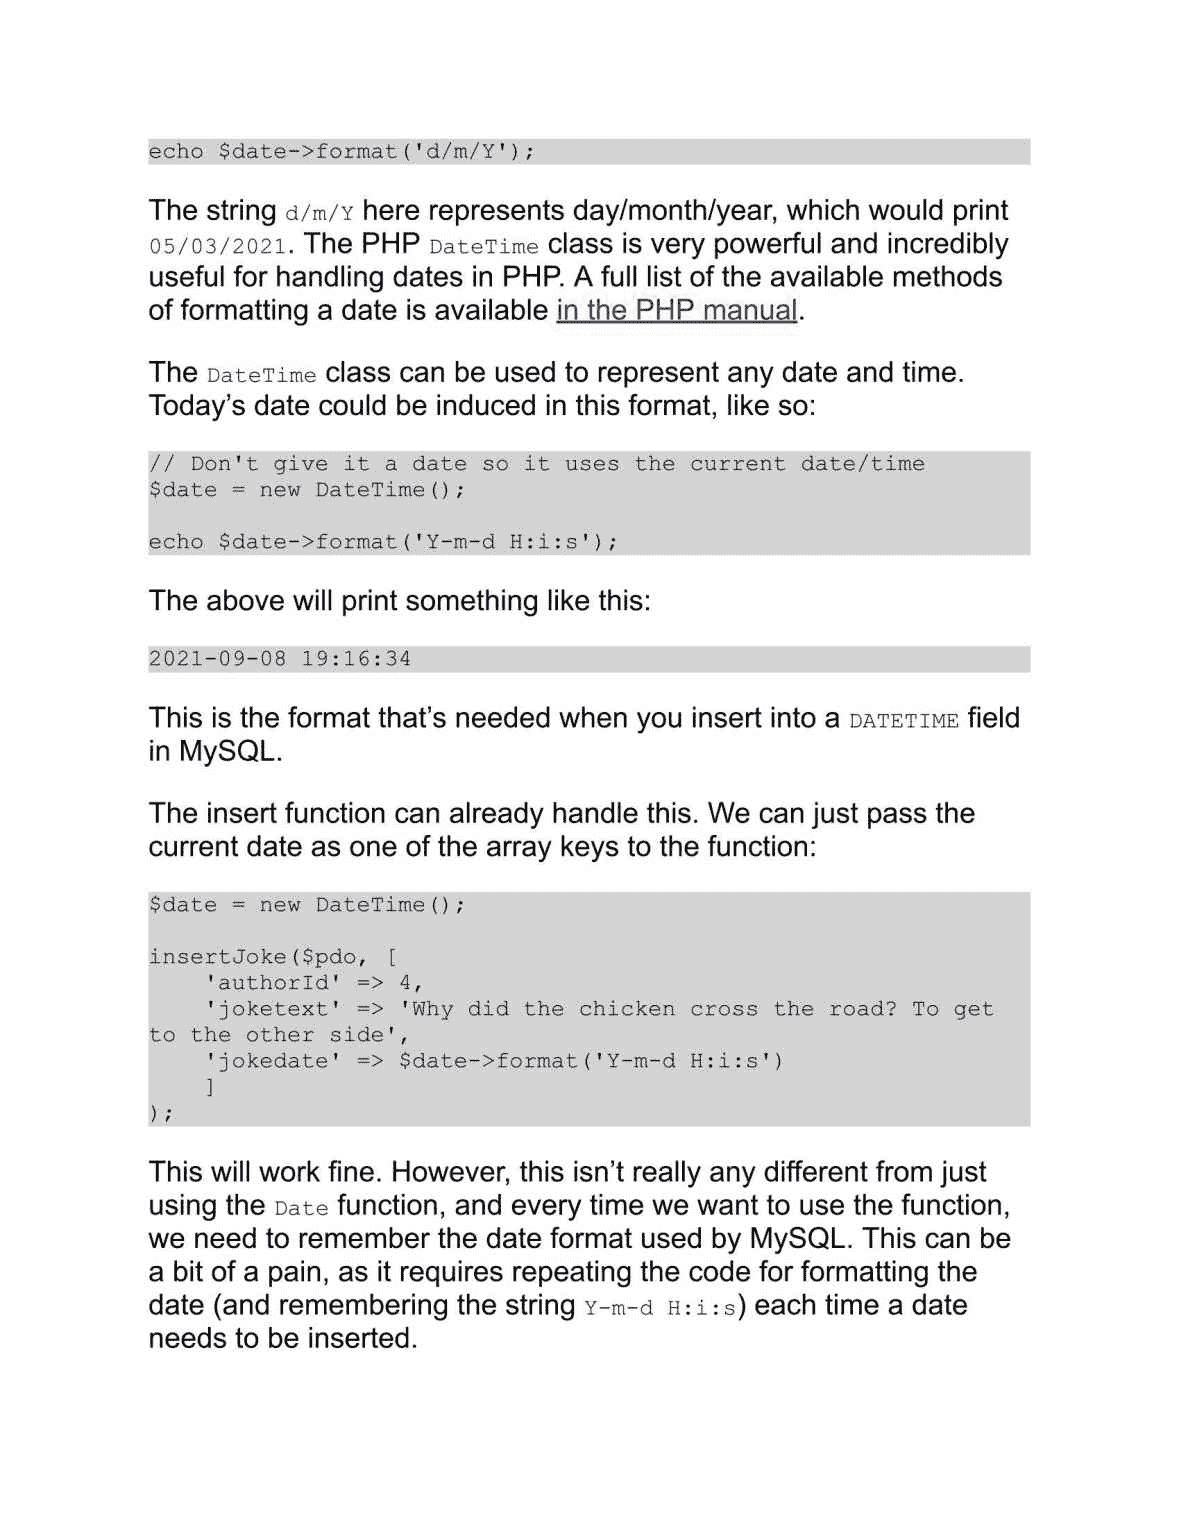 echo $date->format('d/m/Y');
The string d/m/Y here represents day/month/year, which would print
05/03/2021. The PHP DateTime class is very powerful and incredibly
useful for handling dates in PHP. A full list of the available methods
of formatting a date is available in the PHP manual.
The DateTime class can be used to represent any date and time.
Today’s date could be induced in this format, like so:
// Don't give it a date so it uses the current date/time
$date = new DateTime();
echo $date->format('Y-m-d H:i:s');
The above will print something like this:
2021-09-08 19:16:34
This is the format that’s needed when you insert into a DATETIME field
in MySQL.
The insert function can already handle this. We can just pass the
current date as one of the array keys to the function:
$date = new DateTime();
insertJoke($pdo, [
    'authorId' => 4,
    'joketext' => 'Why did the chicken cross the road? To get
to the other side',
    'jokedate' => $date->format('Y-m-d H:i:s')
    ]
);
This will work fine. However, this isn’t really any different from just
using the Date function, and every time we want to use the function,
we need to remember the date format used by MySQL. This can be
a bit of a pain, as it requires repeating the code for formatting the
date (and remembering the string Y-m-d H:i:s) each time a date
needs to be inserted.